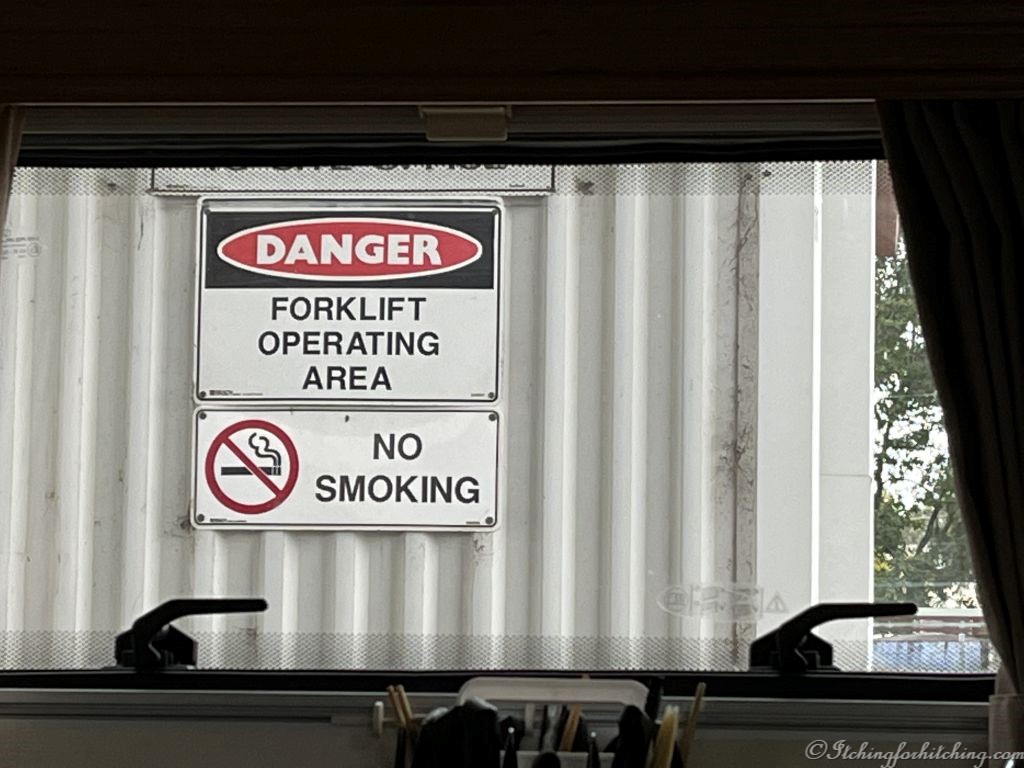 DANGER
FORKLIFT
OPERATING
AREA
NO
SMOKING
©Itchingforhitching.com